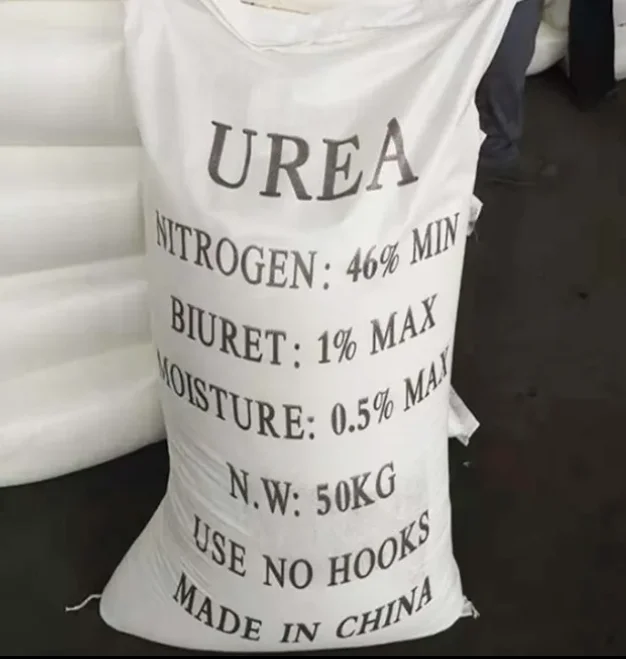 UREA
NITROGEN: 46% MIN
BIURET: 1% MAX
MOISTURE: 0.5% MAX
N.W: 50KG
USE NO HOOKS
MADE IN CHINA